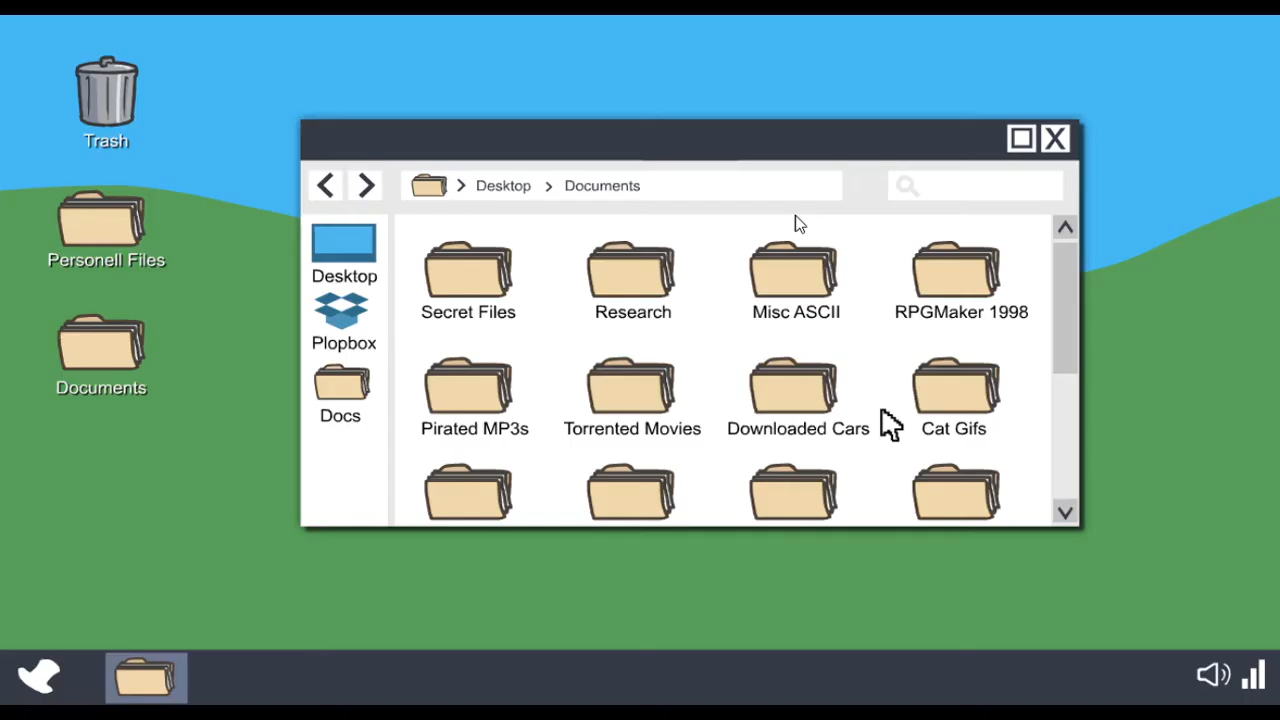 Trash
Personell Files
Documents
Desktop Documents
Desktop
Plopbox
Docs
Secret Files Research Misc ASCII RPGMaker 1998
Pirated MP3s Torrented Movies Downloaded Cars Cat Gifs